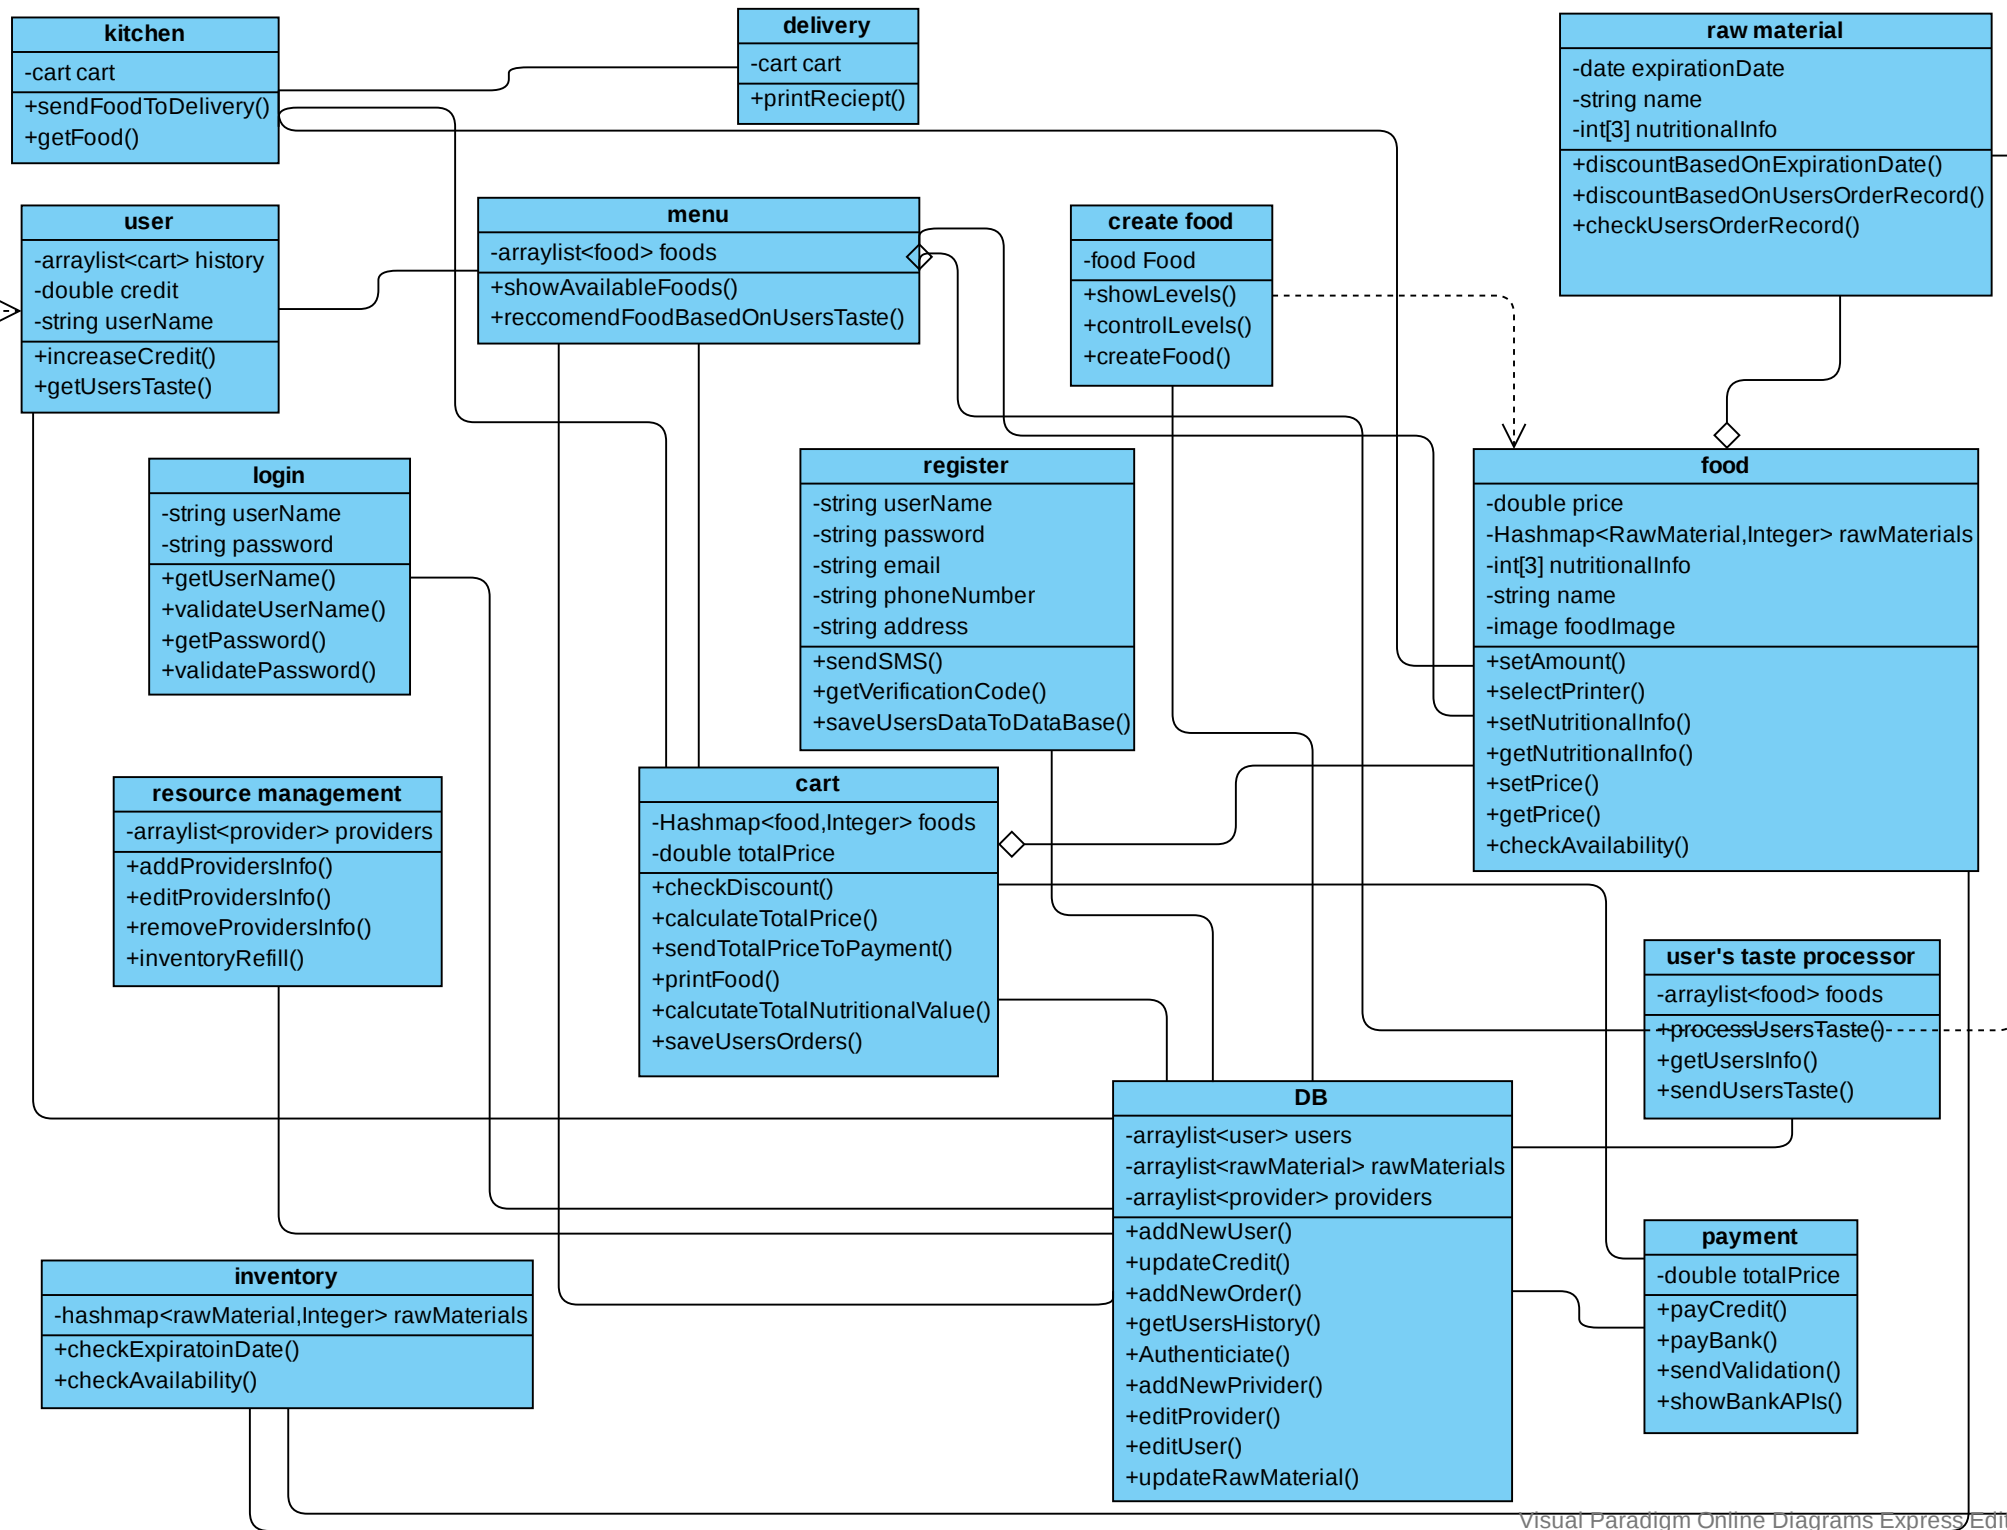 kitchen
-cart cart
+sendFoodToDelivery()
+getFood()
delivery
-cart cart
+printReciept()
raw material
-date expirationDate
-string name
-int[3] nutritionalInfo
+discountBasedOnExpirationDate()
+discountBasedOnUsersOrderRecord()
+checkUsersOrderRecord()
user
-arraylist<cart> history
-double credit
-string userName
+increaseCredit()
+getUsersTaste()
menu
-arraylist<food> foods
+showAvailableFoods()
+reccomendFoodBasedOnUsersTaste()
create food
-food Food
+showLevels()
+controlLevels()
+createFood()
login
-string userName
-string password
+getUserName()
+validateUserName()
+getPassword()
+validatePassword()
register
-string userName
-string password
-string email
-string phoneNumber
-string address
+sendSMS()
+getVerificationCode()
+saveUsersDataToDataBase()
food
-double price
-Hashmap<RawMaterial,Integer> rawMaterials
-int[3] nutritionalInfo
-string name
-image foodImage
+setAmount()
+selectPrinter()
+setNutritionalInfo()
+getNutritionalInfo()
+setPrice()
+getPrice()
+checkAvailability()
resource management
-arraylist<provider> providers
+addProvidersInfo()
+editProvidersInfo()
+removeProvidersInfo()
+inventoryRefill()
cart
-Hashmap<food,Integer> foods
-double totalPrice
+checkDiscount()
+calculateTotalPrice()
+sendTotalPriceToPayment()
+printFood()
+calcutateTotalNutritionalValue()
+saveUsersOrders()
user's taste processor
-arraylist<food> foods
+processUsersTaste()
+getUsersInfo()
+sendUsersTaste()
DB
-arraylist<user> users
-arraylist<rawMaterial> rawMaterials
-arraylist<provider> providers
+addNewUser()
+updateCredit()
+addNewOrder()
+getUsersHistory()
+Authenticiate()
+addNewPrivider()
+editProvider()
+editUser()
+updateRawMaterial()
payment
-double totalPrice
+payCredit()
+payBank()
+sendValidation()
+showBankAPIs()
inventory
-hashmap<rawMaterial,Integer> rawMaterials
+checkExpiratoinDate()
+checkAvailability()
Visual Paradigm Online Diagrams Express Edit